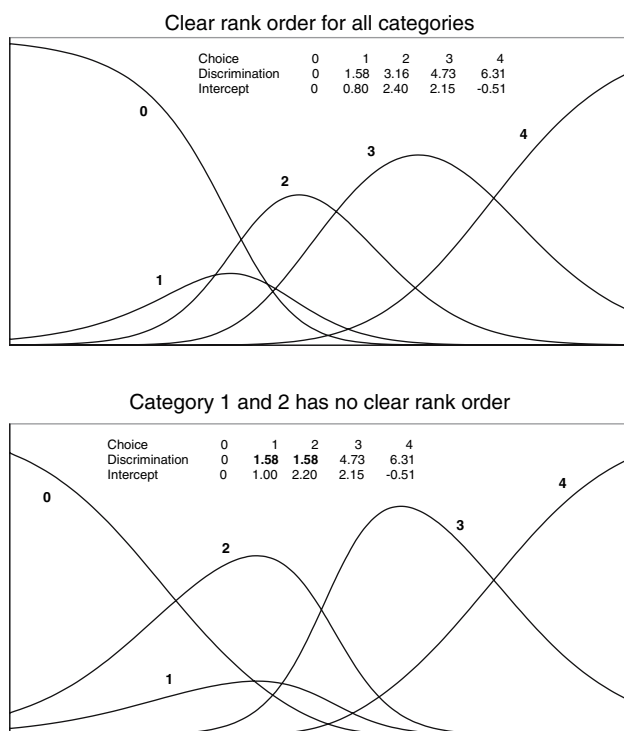 Clear rank order for all categories
Choice 0 1 2 3 4
Discrimination 0 1.58 3.16 4.73 6.31
Intercept 0 0.80 2.40 2.15 -0.51
0
4
3
2
1
Category 1 and 2 has no clear rank order
Choice 0 1 2 3 4
Discrimination 0 1.58 1.58 4.73 6.31
Intercept 0 1.00 2.20 2.15 -0.51
4
0
3
2
1